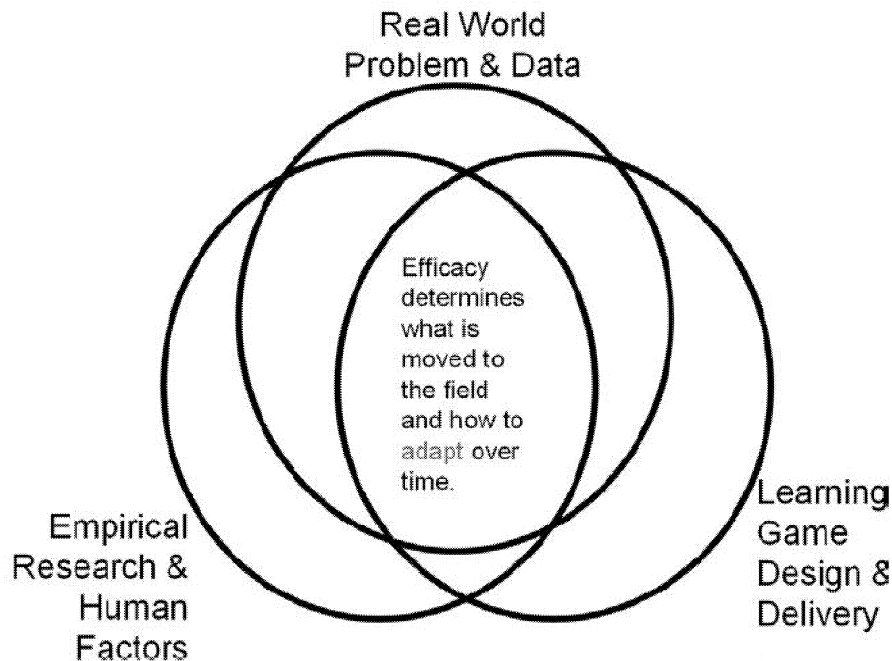 Real World
Problem & Data
Efficacy
determines
what is
moved to
the field
and how to
adapt over
time.
Empirical
Research &
Human
Factors
Learning
Game
Design &
Delivery